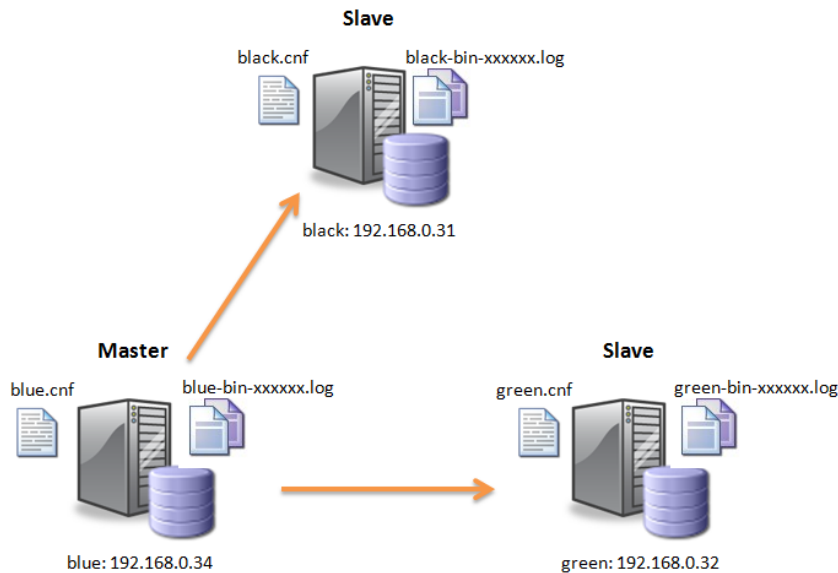 Slave
black.cnf
black-bin-xxxxxx.log
black: 192.168.0.31
Master
blue.cnf
blue-bin-xxxxxx.log
blue: 192.168.0.34
Slave
green.cnf
green-bin-xxxxxx.log
green: 192.168.0.32